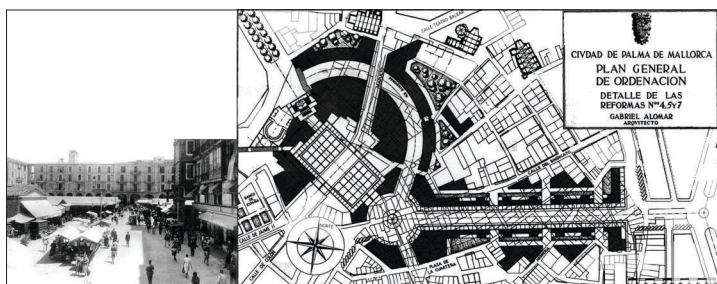 CIVDAD DE PALMA DE MALLORCA
PLAN GENERAL
DE ORDENACION
DETALLE DE LAS
REFORMAS Nos 4,5 y 7
GABRIEL ALOMAR
ARQVITECTO
CALLE TEATRO BALEAR
CALLE DE JAIME II
NORTE
PLAZA DE
LA CUARTERA